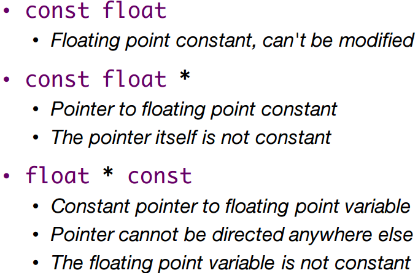 • const float
• Floating point constant, can't be modified
• const float *
• Pointer to floating point constant
• The pointer itself is not constant
• float * const
• Constant pointer to floating point variable
• Pointer cannot be directed anywhere else
• The floating point variable is not constant